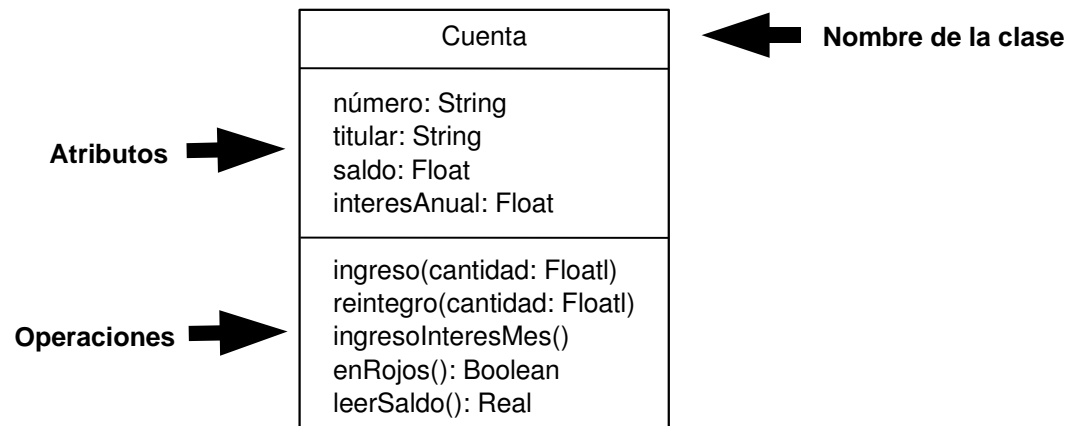 Cuenta
Nombre de la clase
número: String
titular: String
saldo: Float
interesAnual: Float
Atributos
ingreso(cantidad: Floatl)
reintegro(cantidad: Floatl)
ingresoInteresMes()
enRojos(): Boolean
leerSaldo(): Real
Operaciones